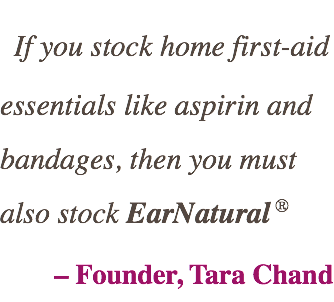 If you stock home first-aid
essentials like aspirin and
bandages, then you must
also stock EarNatural ®
– Founder, Tara Chand